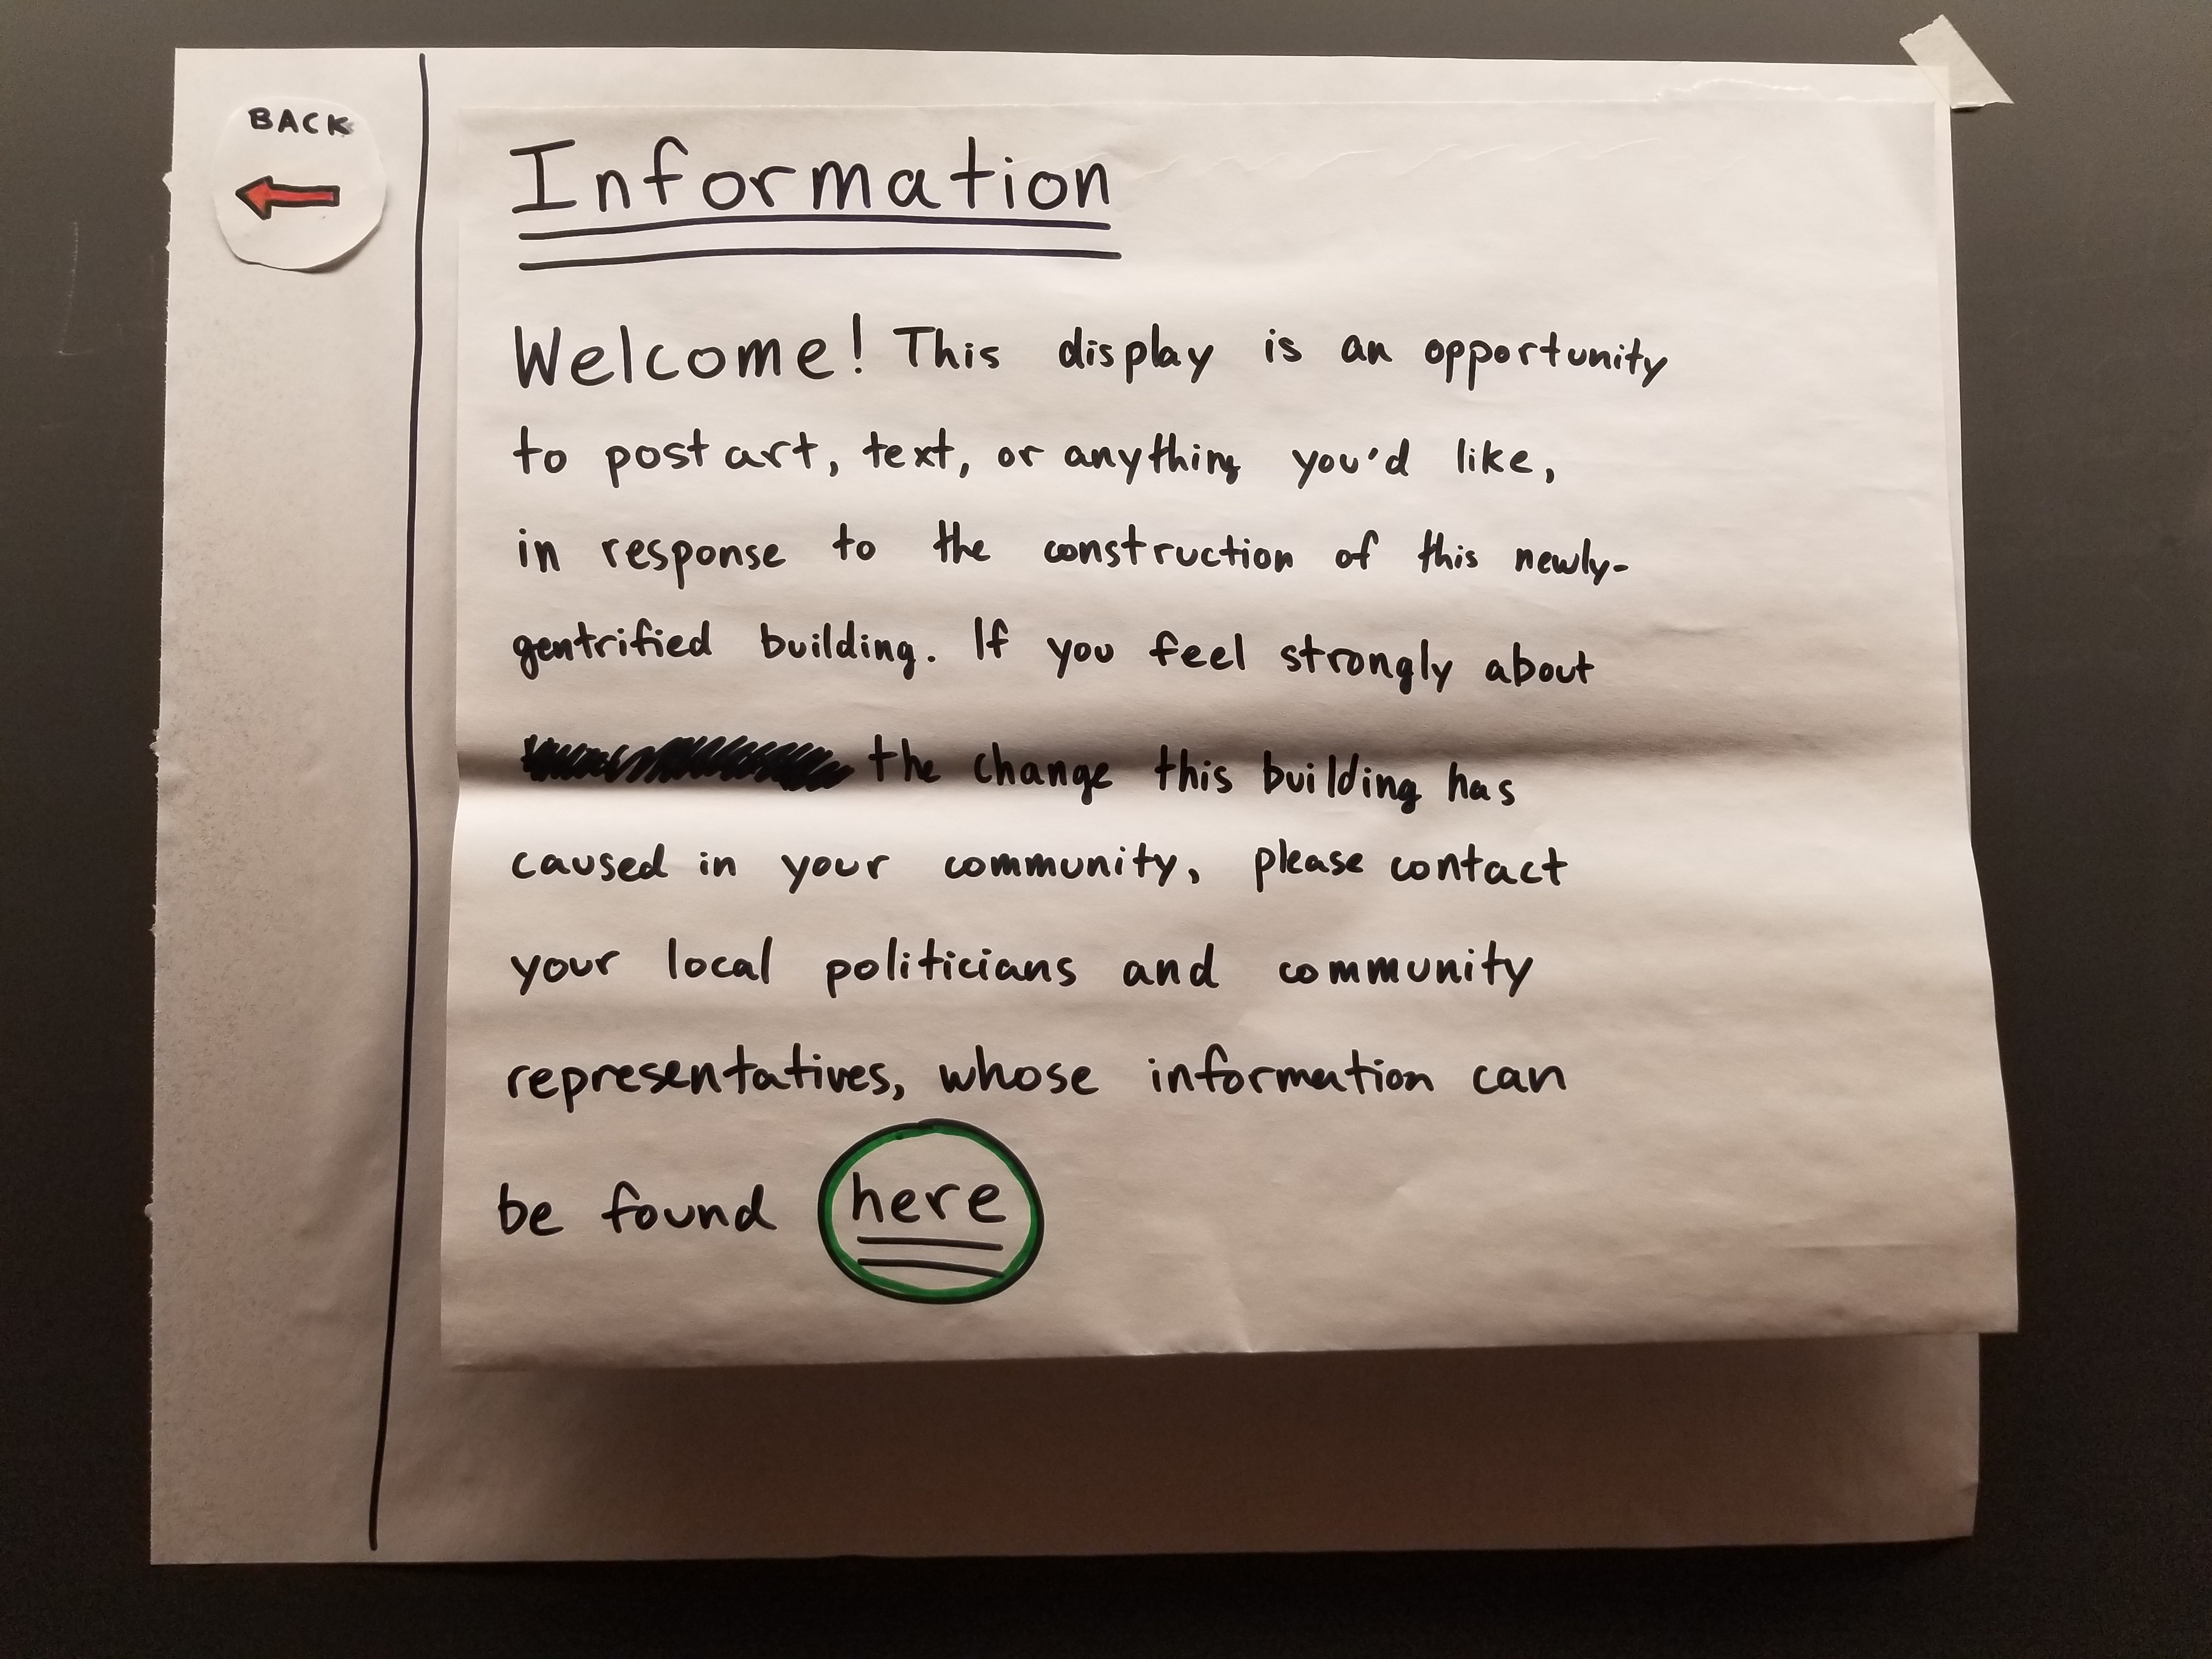 BACK
Information
Welcome! This display is an opportunity
to post art, text, or anything you'd like,
in response to the construction of this newly-
gentrified building. If you feel strongly about
the change this building has
caused in your community, please contact
your local politicians and community
representatives, whose information can
be found here